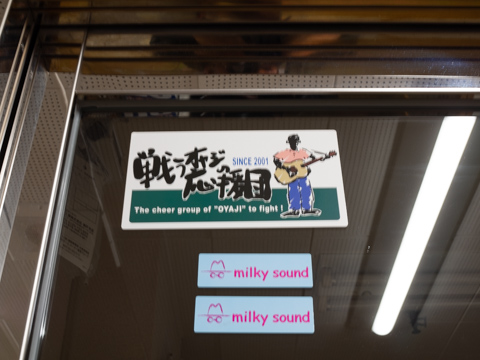 戦うオヤジの
応援団
SINCE 2001
The cheer group of "OYAJI" to fight !
milky sound
milky sound